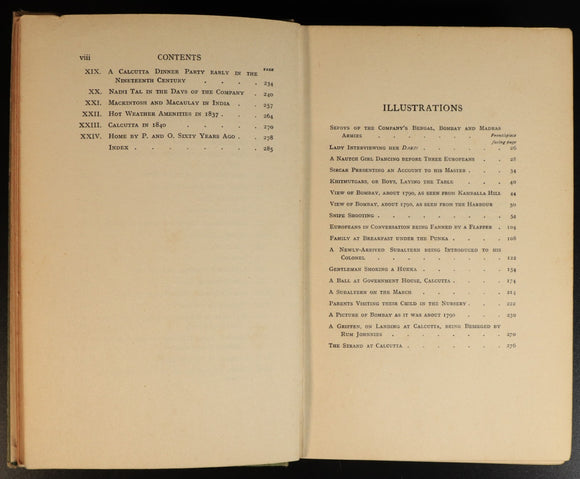 viii CONTENTS
PAGE
XIX. A Calcutta Dinner Party early in the
Nineteenth Century . . . . 234
XX. Naini Tal in the Days of the Company 240
XXI. Mackintosh and Macaulay in India . . 257
XXII. Hot Weather Amenities in 1837 . . . 264
XXIII. Calcutta in 1840 . . . . . 270
XXIV. Home by P. and O. Sixty Years Ago . . 278
Index . . . . . . . 285
ILLUSTRATIONS
Sepoys of the Company's Bengal, Bombay and Madras
Armies . . . . . . . Frontispiece
facing page
Lady Interviewing her Darzi . . . . . 26
A Nautch Girl Dancing before Three Europeans . . 28
Sircar Presenting an Account to his Master . . . 34
Khitmutgars, or Boys, Laying the Table . . . 40
View of Bombay, about 1790, as seen from Kamballa Hill 44
View of Bombay, about 1790, as seen from the Harbour 50
Snipe Shooting . . . . . . . 54
Europeans in Conversation being Fanned by a Flapper . 104
Family at Breakfast under the Punka . . . . 108
A Newly-Arrived Subaltern being Introduced to his
Colonel . . . . . . . 122
Gentleman Smoking a Huka . . . . . 154
A Ball at Government House, Calcutta . . . 174
A Subaltern on the March . . . . . 214
Parents Visiting their Child in the Nursery . . 222
A Picture of Bombay as it was about 1790 . . . 230
A Griffen, on Landing at Calcutta, being Besieged by
Rum Johnnies . . . . . . 270
The Strand at Calcutta . . . . . . 276